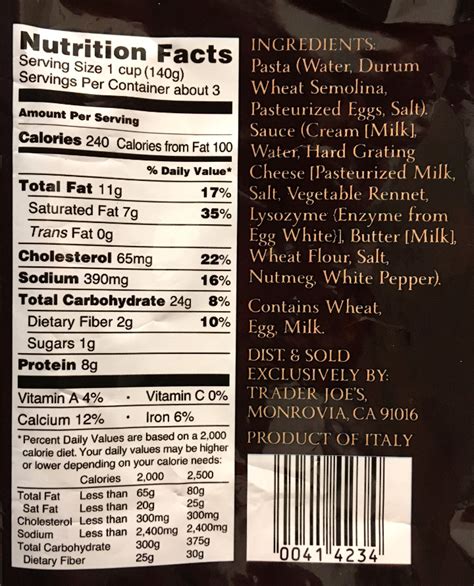 Nutrition Facts
Serving Size 1 cup (140g)
Servings Per Container about 3
Amount Per Serving
Calories 240 Calories from Fat 100
% Daily Value*
Total Fat 11g 17%
Saturated Fat 7g 35%
Trans Fat 0g
Cholesterol 65mg 22%
Sodium 390mg 16%
Total Carbohydrate 24g 8%
Dietary Fiber 2g 10%
Sugars 1g
Protein 8g
Vitamin A 4% • Vitamin C 0%
Calcium 12% • Iron 6%
*Percent Daily Values are based on a 2,000
calorie diet. Your daily values may be higher
or lower depending on your calorie needs:
Calories 2,000 2,500
Total Fat Less than 65g 80g
Sat Fat Less than 20g 25g
Cholesterol Less than 300mg 300mg
Sodium Less than 2,400mg 2,400mg
Total Carbohydrate 300g 375g
Dietary Fiber 25g 30g
INGREDIENTS:
Pasta (Water, Durum
Wheat Semolina,
Pasteurized Eggs, Salt).
Sauce (Cream [Milk],
Water, Hard Grating
Cheese [Pasteurized Milk,
Salt, Vegetable Rennet,
Lysozyme {Enzyme from
Egg White}], Butter [Milk],
Wheat Flour, Salt,
Nutmeg, White Pepper).
Contains Wheat,
Egg, Milk.
DIST. & SOLD
EXCLUSIVELY BY:
TRADER JOE'S,
MONROVIA, CA 91016
PRODUCT OF ITALY
0041 4234